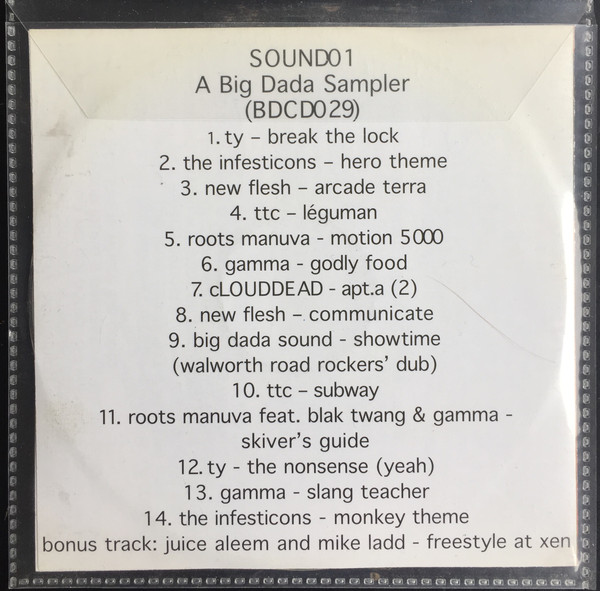 SOUND01
A Big Dada Sampler
(BDCD029)
1. ty – break the lock
2. the infesticons – hero theme
3. new flesh – arcade terra
4. ttc – léguman
5. roots manuva - motion 5000
6. gamma - godly food
7. cLOUDDEAD - apt.a (2)
8. new flesh – communicate
9. big dada sound - showtime
(walworth road rockers' dub)
10. ttc – subway
11. roots manuva feat. blak twang & gamma -
skiver's guide
12. ty - the nonsense (yeah)
13. gamma - slang teacher
14. the infesticons - monkey theme
bonus track: juice aleem and mike ladd - freestyle at xen